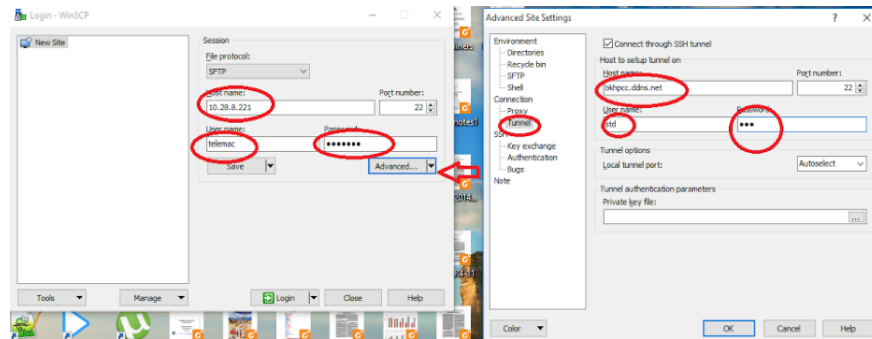 Login - WinSCP
New Site
Session
File protocol:
SFTP
Host name:
Port number:
10.28.8.221
22
User name:
Password:
telemac
•••••••
Save
Advanced...
Tools
Manage
Login
Close
Help
Advanced Site Settings
? X
Environment
Directories
Recycle bin
SFTP
Shell
Connection
Proxy
Tunnel
SSH
Key exchange
Authentication
Bugs
Note
Connect through SSH tunnel
Host to setup tunnel on
Host name:
Port number:
bkhpcc.ddns.net
22
User name:
Password:
std
•••
Tunnel options
Local tunnel port:
Autoselect
Tunnel authentication parameters
Private key file:
...
Color
OK
Cancel
Help